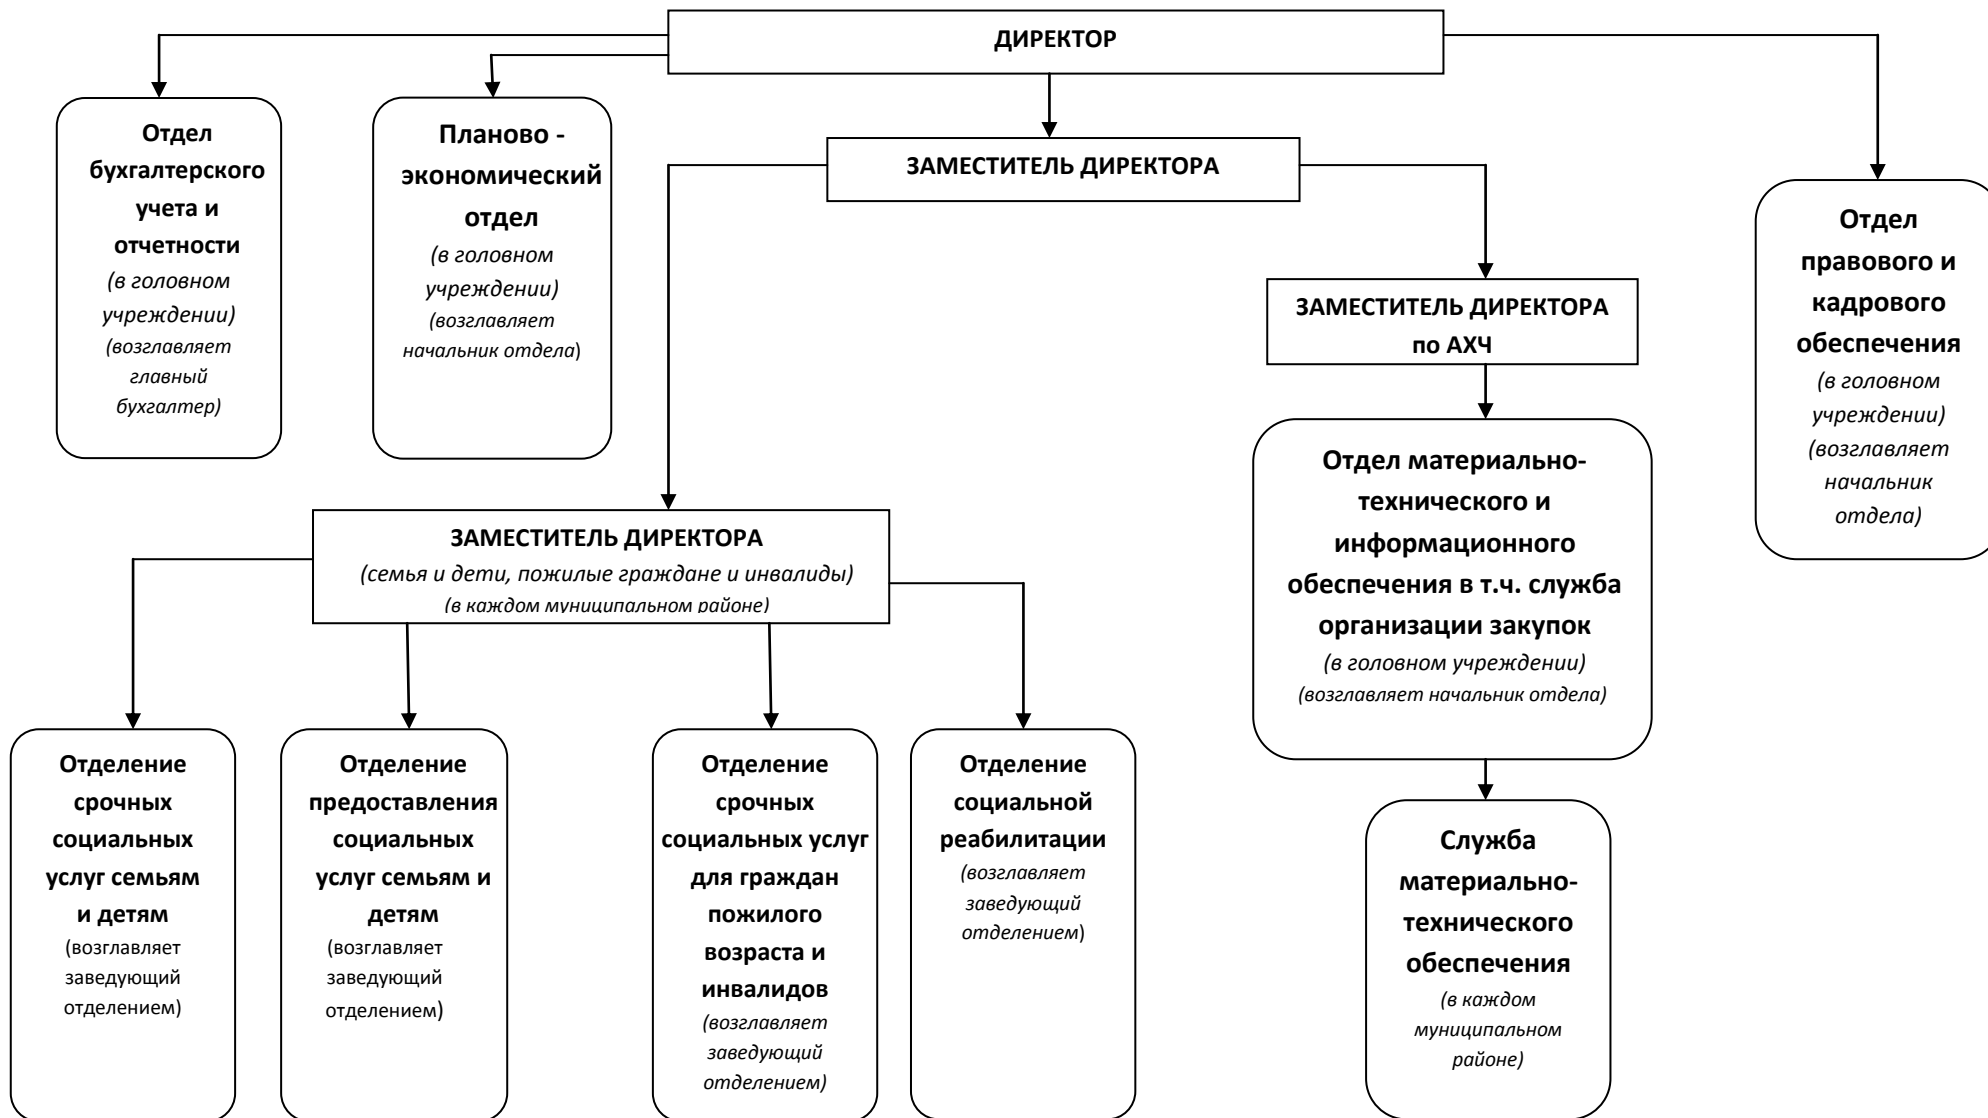 ДИРЕКТОР
Отдел
бухгалтерского
учета и
отчетности
(в головном
учреждении)
(возглавляет
главный
бухгалтер)
Планово -
экономический
отдел
(в головном
учреждении)
(возглавляет
начальник отдела)
ЗАМЕСТИТЕЛЬ ДИРЕКТОРА
Отдел
правового и
кадрового
обеспечения
(в головном
учреждении)
(возглавляет
начальник
отдела)
ЗАМЕСТИТЕЛЬ ДИРЕКТОРА
по АХЧ
Отдел материально-
технического и
информационного
обеспечения в т.ч. служба
организации закупок
(в головном учреждении)
(возглавляет начальник отдела)
ЗАМЕСТИТЕЛЬ ДИРЕКТОРА
(семья и дети, пожилые граждане и инвалиды)
(в каждом муниципальном районе)
Отделение
срочных
социальных
услуг семьям
и детям
(возглавляет
заведующий
отделением)
Отделение
предоставления
социальных
услуг семьям и
детям
(возглавляет
заведующий
отделением)
Отделение
срочных
социальных услуг
для граждан
пожилого
возраста и
инвалидов
(возглавляет
заведующий
отделением)
Отделение
социальной
реабилитации
(возглавляет
заведующий
отделением)
Служба
материально-
технического
обеспечения
(в каждом
муниципальном
районе)